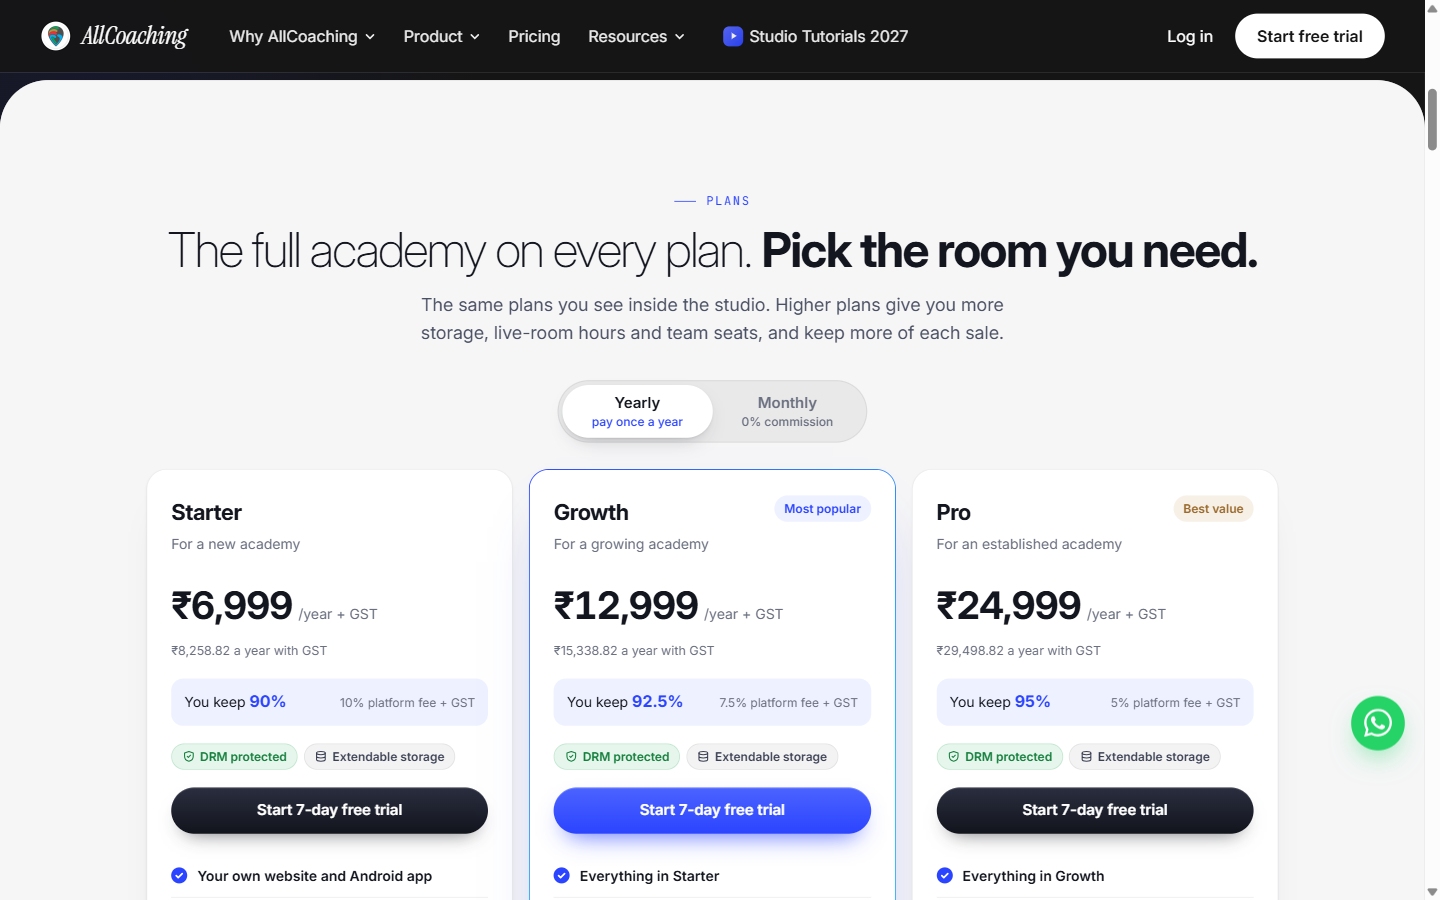 AllCoaching
Why AllCoaching
Product
Pricing
Resources
Studio Tutorials 2027
Log in
Start free trial
PLANS
The full academy on every plan. Pick the room you need.
The same plans you see inside the studio. Higher plans give you more
storage, live-room hours and team seats, and keep more of each sale.
Yearly
pay once a year
Monthly
0% commission
Starter
For a new academy
₹6,999 /year + GST
₹8,258.82 a year with GST
You keep 90%
10% platform fee + GST
DRM protected
Extendable storage
Start 7-day free trial
Your own website and Android app
Growth
Most popular
For a growing academy
₹12,999 /year + GST
₹15,338.82 a year with GST
You keep 92.5%
7.5% platform fee + GST
DRM protected
Extendable storage
Start 7-day free trial
Everything in Starter
Pro
Best value
For an established academy
₹24,999 /year + GST
₹29,498.82 a year with GST
You keep 95%
5% platform fee + GST
DRM protected
Extendable storage
Start 7-day free trial
Everything in Growth